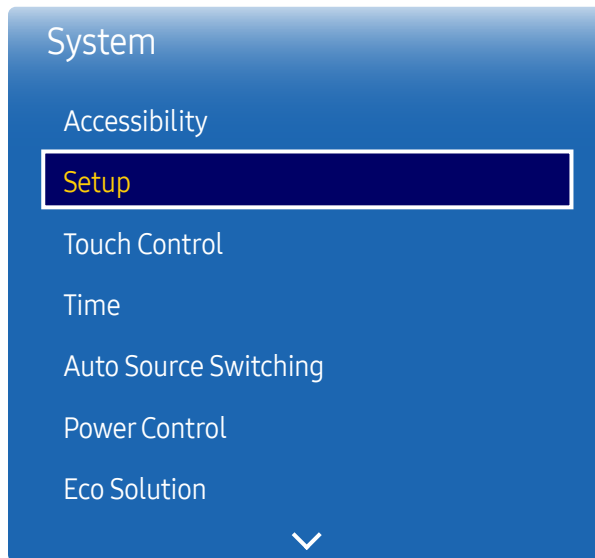 System
Accessibility
Setup
Touch Control
Time
Auto Source Switching
Power Control
Eco Solution